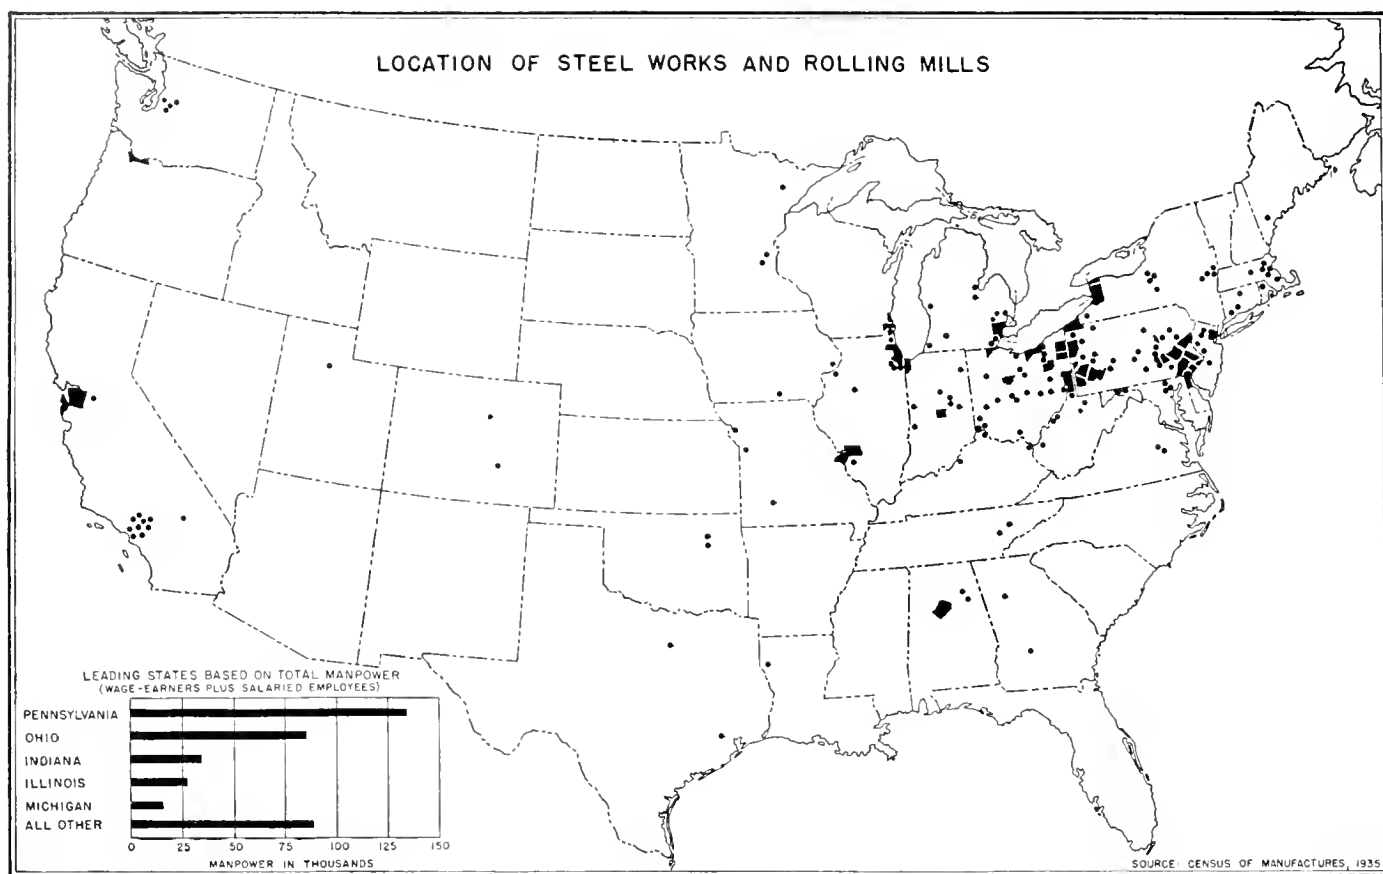 LOCATION OF STEEL WORKS AND ROLLING MILLS
LEADING STATES BASED ON TOTAL MANPOWER
(WAGE-EARNERS PLUS SALARIED EMPLOYEES)
PENNSYLVANIA
OHIO
INDIANA
ILLINOIS
MICHIGAN
ALL OTHER
0 25 50 75 100 125 150
MANPOWER IN THOUSANDS
SOURCE: CENSUS OF MANUFACTURES, 1935